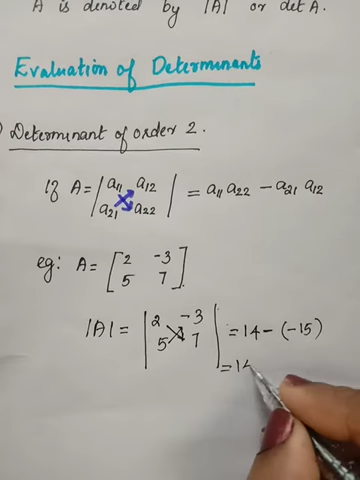 A is denoted by |A| or det A.
Evaluation of Determinants
) Determinant of order 2.
If A = | a₁₁ a₁₂ | = a₁₁ a₂₂ − a₂₁ a₁₂
| a₂₁ a₂₂ |
eg: A = [ 2 -3 ]
[ 5 7 ].
|A| = | 2 -3 | = 14 - (-15)
| 5 7 |
= 14